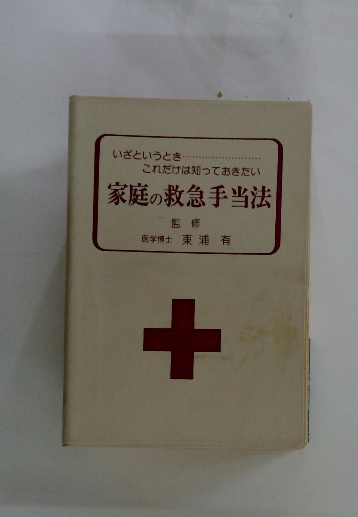 いざというとき……………………
これだけは知っておきたい
家庭の救急手当法
監修
医学博士 東浦有